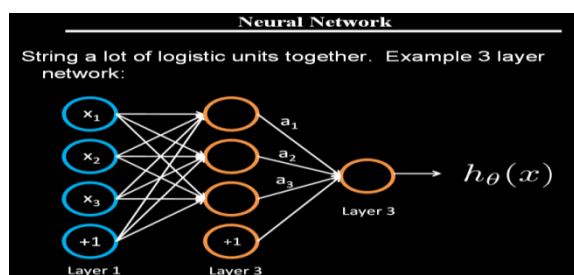 Neural Network
String a lot of logistic units together. Example 3 layer
network:
x₁
x₂
x₃
+1
Layer 1
+1
Layer 3
a₁
a₂
a₃
Layer 3
h_θ(x)